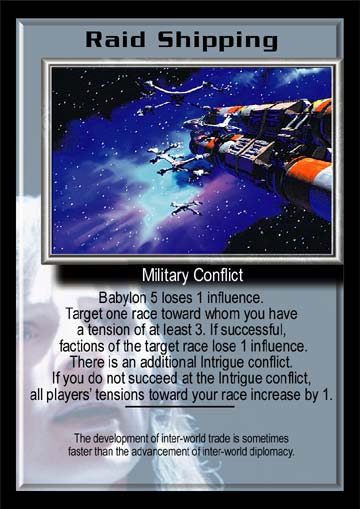 Raid Shipping
Military Conflict
Babylon 5 loses 1 influence.
Target one race toward whom you have
a tension of at least 3. If successful,
factions of the target race lose 1 influence.
There is an additional Intrigue conflict.
If you do not succeed at the Intrigue conflict,
all players' tensions toward your race increase by 1.
The development of inter-world trade is sometimes
faster than the advancement of inter-world diplomacy.